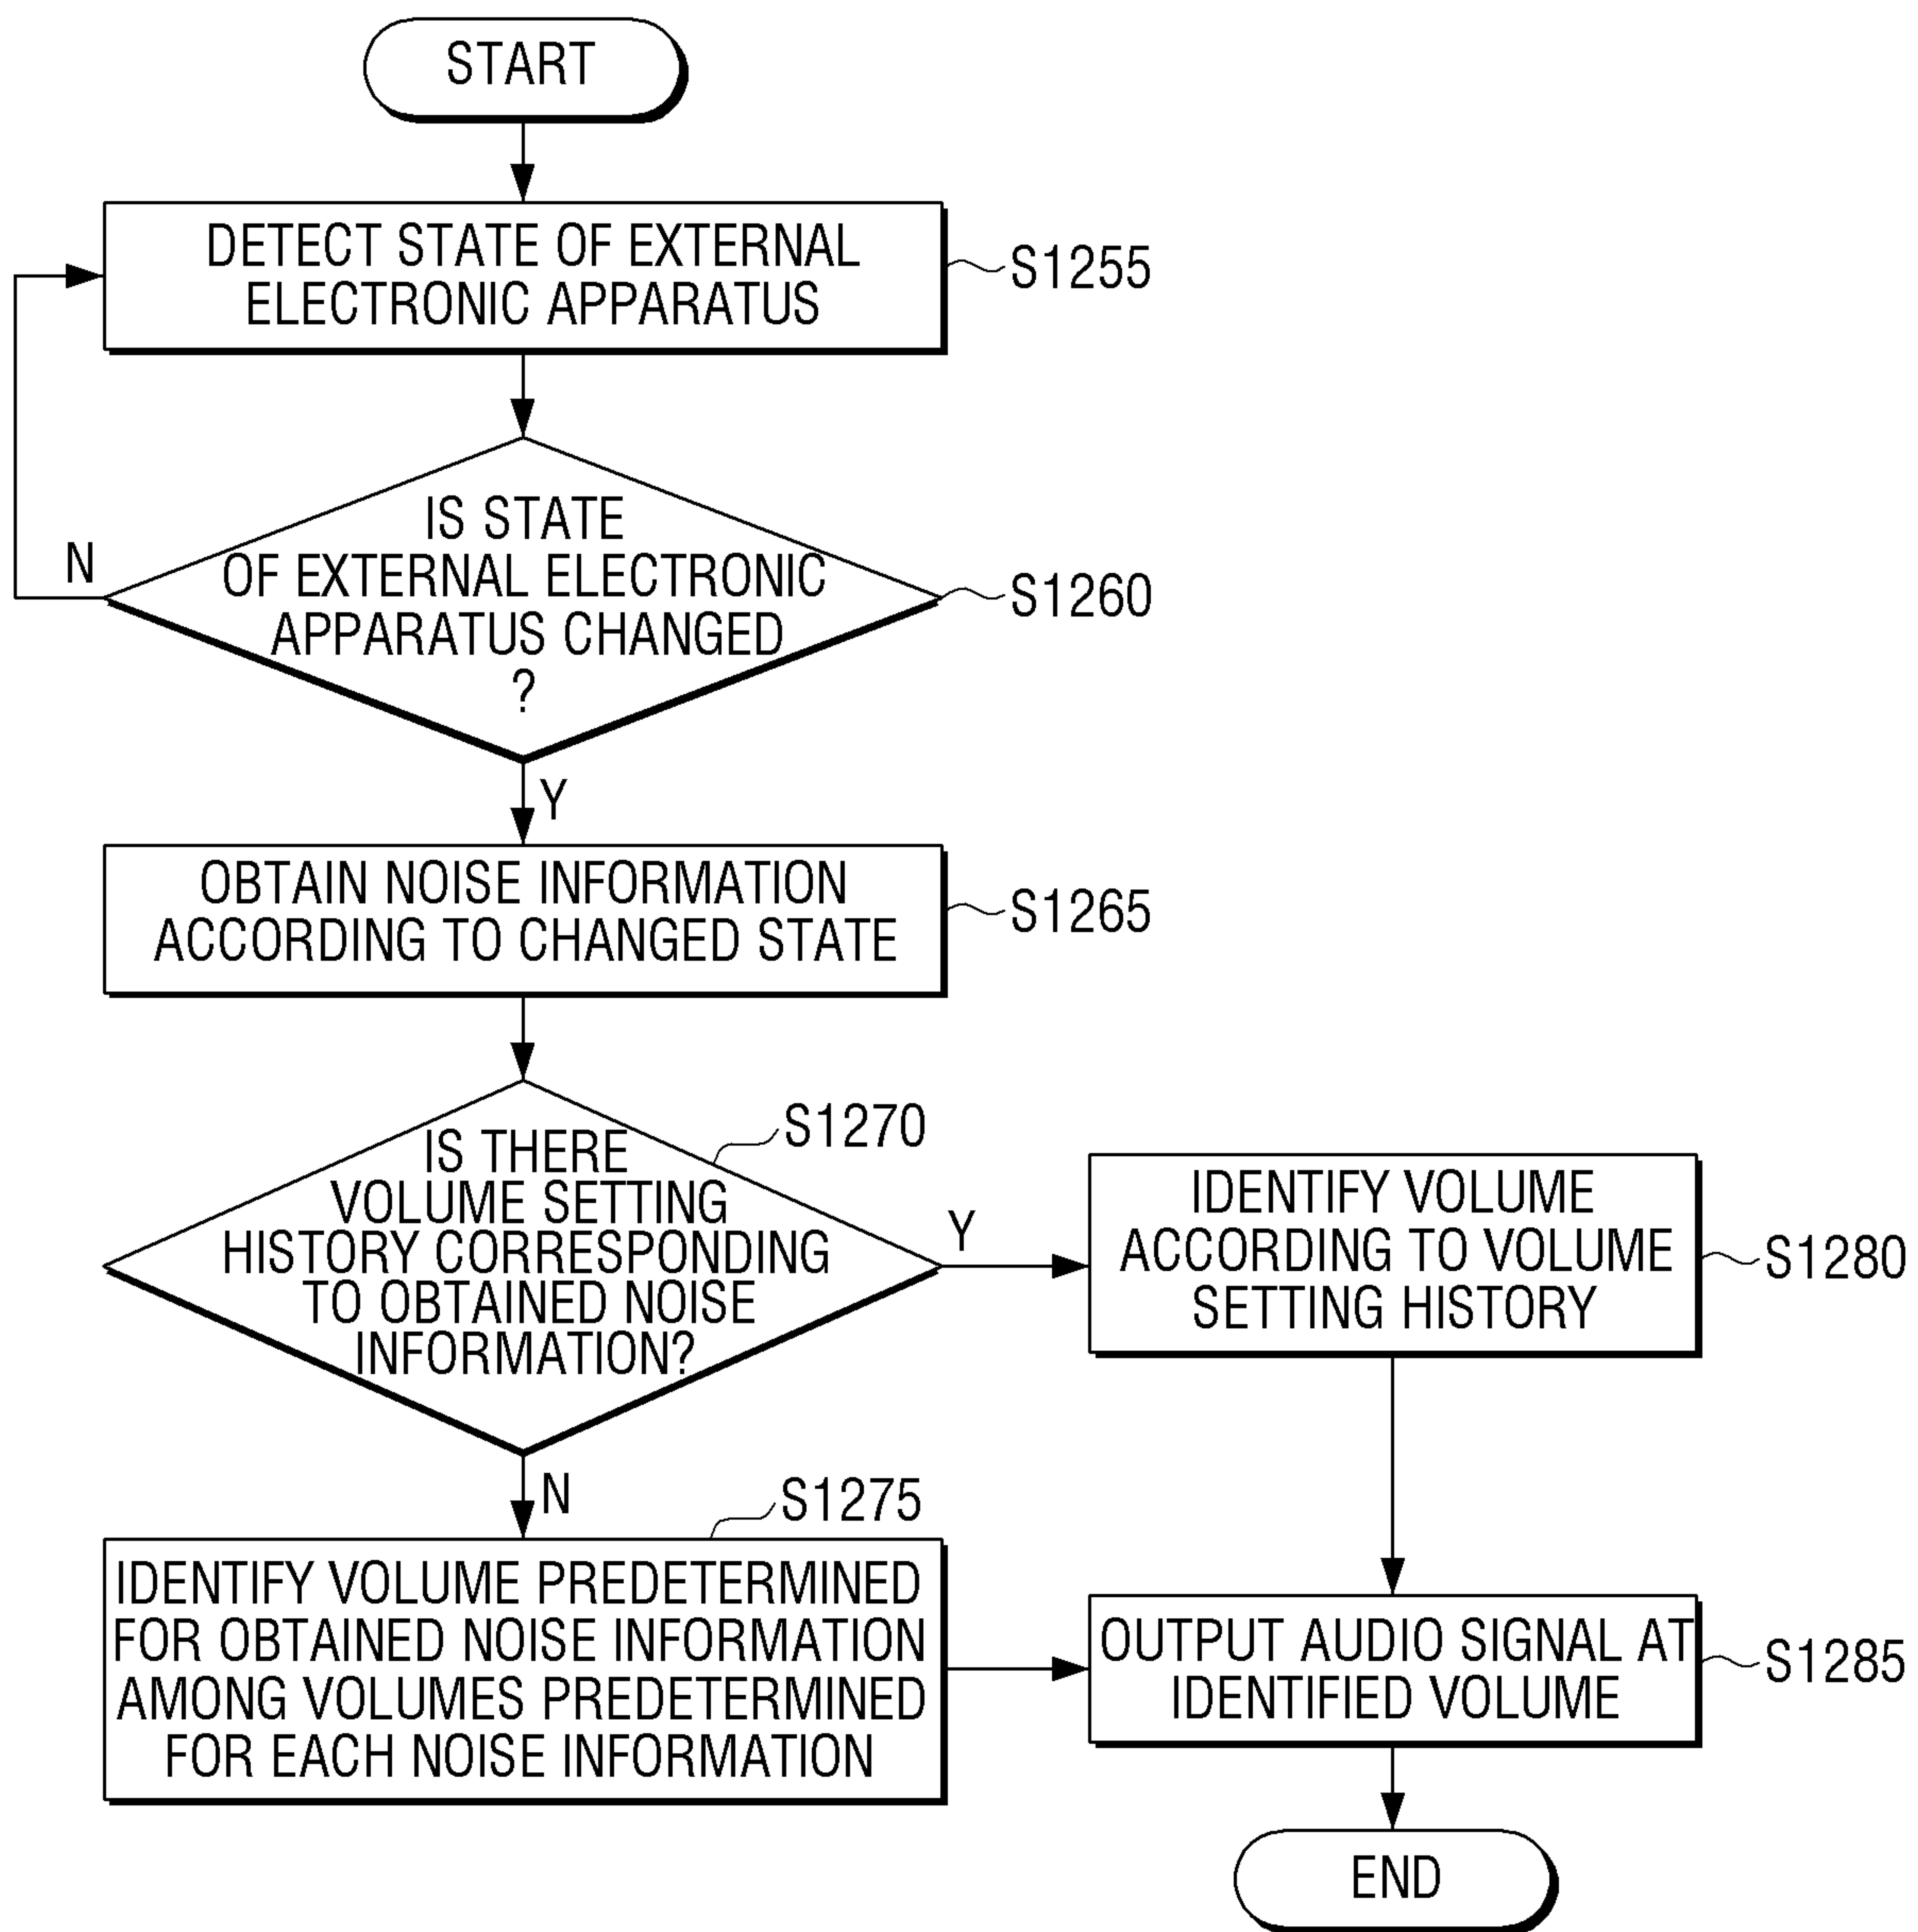 START
DETECT STATE OF EXTERNAL
ELECTRONIC APPARATUS
S1255
IS STATE
OF EXTERNAL ELECTRONIC
APPARATUS CHANGED
?
N
S1260
Y
OBTAIN NOISE INFORMATION
ACCORDING TO CHANGED STATE
S1265
S1270
IS THERE
VOLUME SETTING
HISTORY CORRESPONDING
TO OBTAINED NOISE
INFORMATION?
Y
IDENTIFY VOLUME
ACCORDING TO VOLUME
SETTING HISTORY
S1280
N
S1275
IDENTIFY VOLUME PREDETERMINED
FOR OBTAINED NOISE INFORMATION
AMONG VOLUMES PREDETERMINED
FOR EACH NOISE INFORMATION
OUTPUT AUDIO SIGNAL AT
IDENTIFIED VOLUME
S1285
END